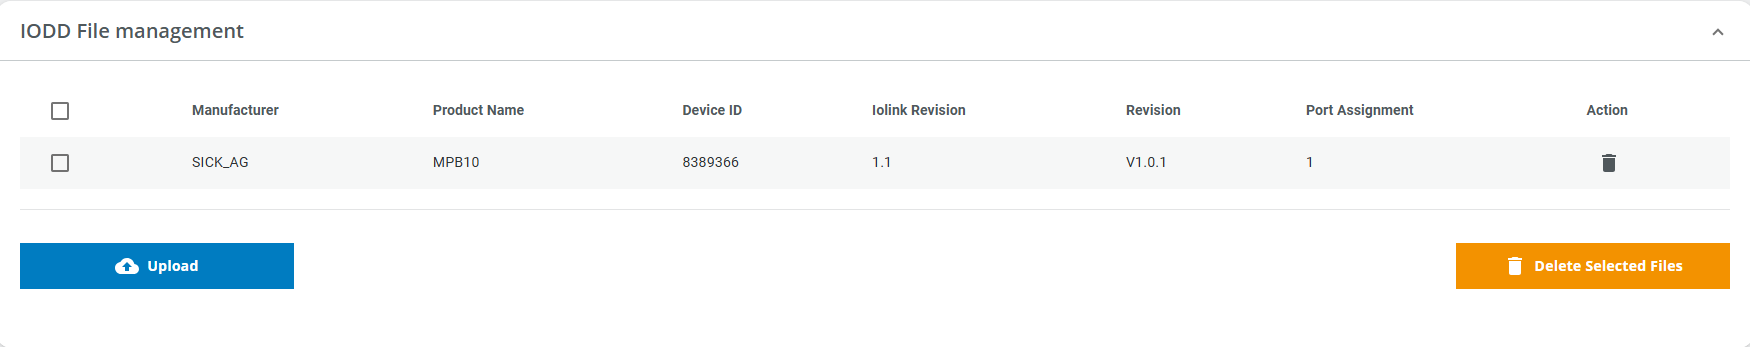 IODD File management
Manufacturer Product Name Device ID Iolink Revision Revision Port Assignment Action
SICK_AG MPB10 8389366 1.1 V1.0.1 1
Upload Delete Selected Files